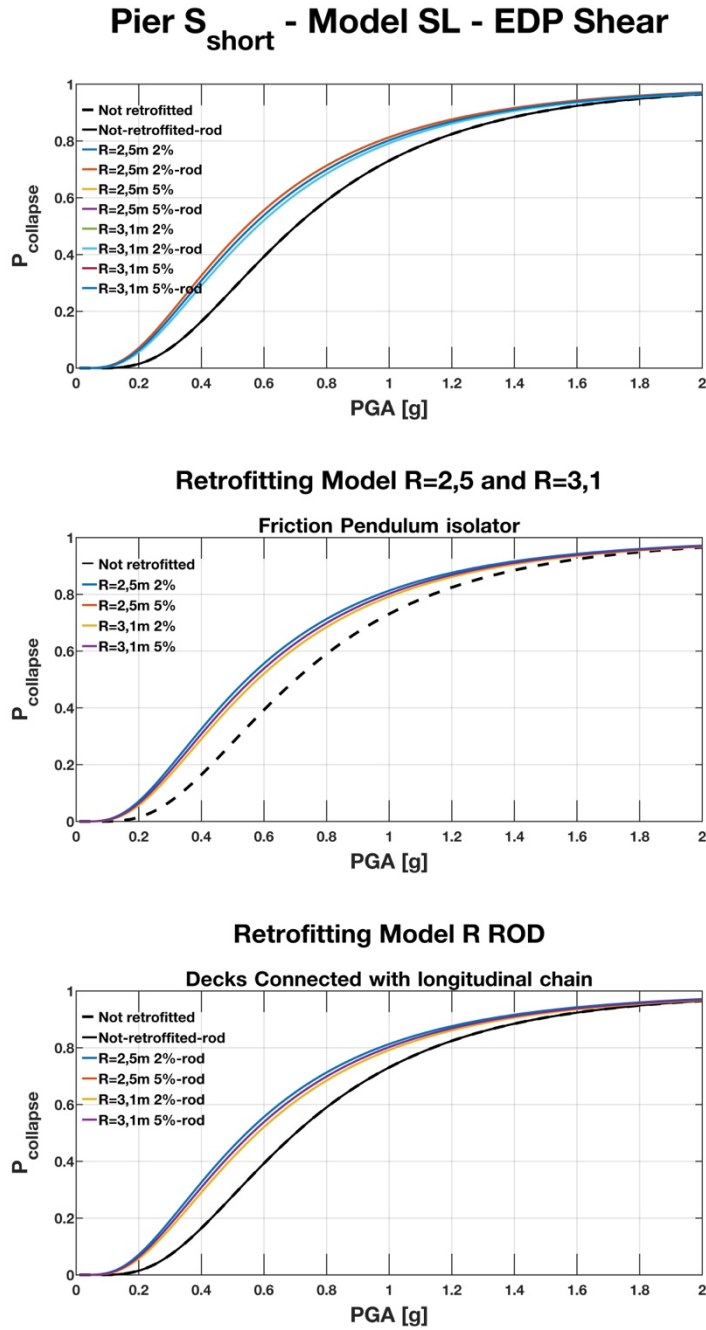 Pier S_short - Model SL - EDP Shear
1
0.8
0.6
0.4
0.2
0
P_collapse
Not retrofitted
Not-retroffited-rod
R=2,5m 2%
R=2,5m 2%-rod
R=2,5m 5%
R=2,5m 5%-rod
R=3,1m 2%
R=3,1m 2%-rod
R=3,1m 5%
R=3,1m 5%-rod
0 0.2 0.4 0.6 0.8 1 1.2 1.4 1.6 1.8 2
PGA [g]
Retrofitting Model R=2,5 and R=3,1
Friction Pendulum isolator
1
0.8
0.6
0.4
0.2
0
P_collapse
Not retrofitted
R=2,5m 2%
R=2,5m 5%
R=3,1m 2%
R=3,1m 5%
0 0.2 0.4 0.6 0.8 1 1.2 1.4 1.6 1.8 2
PGA [g]
Retrofitting Model R ROD
Decks Connected with longitudinal chain
1
0.8
0.6
0.4
0.2
0
P_collapse
Not retrofitted
Not-retroffited-rod
R=2,5m 2%-rod
R=2,5m 5%-rod
R=3,1m 2%-rod
R=3,1m 5%-rod
0 0.2 0.4 0.6 0.8 1 1.2 1.4 1.6 1.8 2
PGA [g]